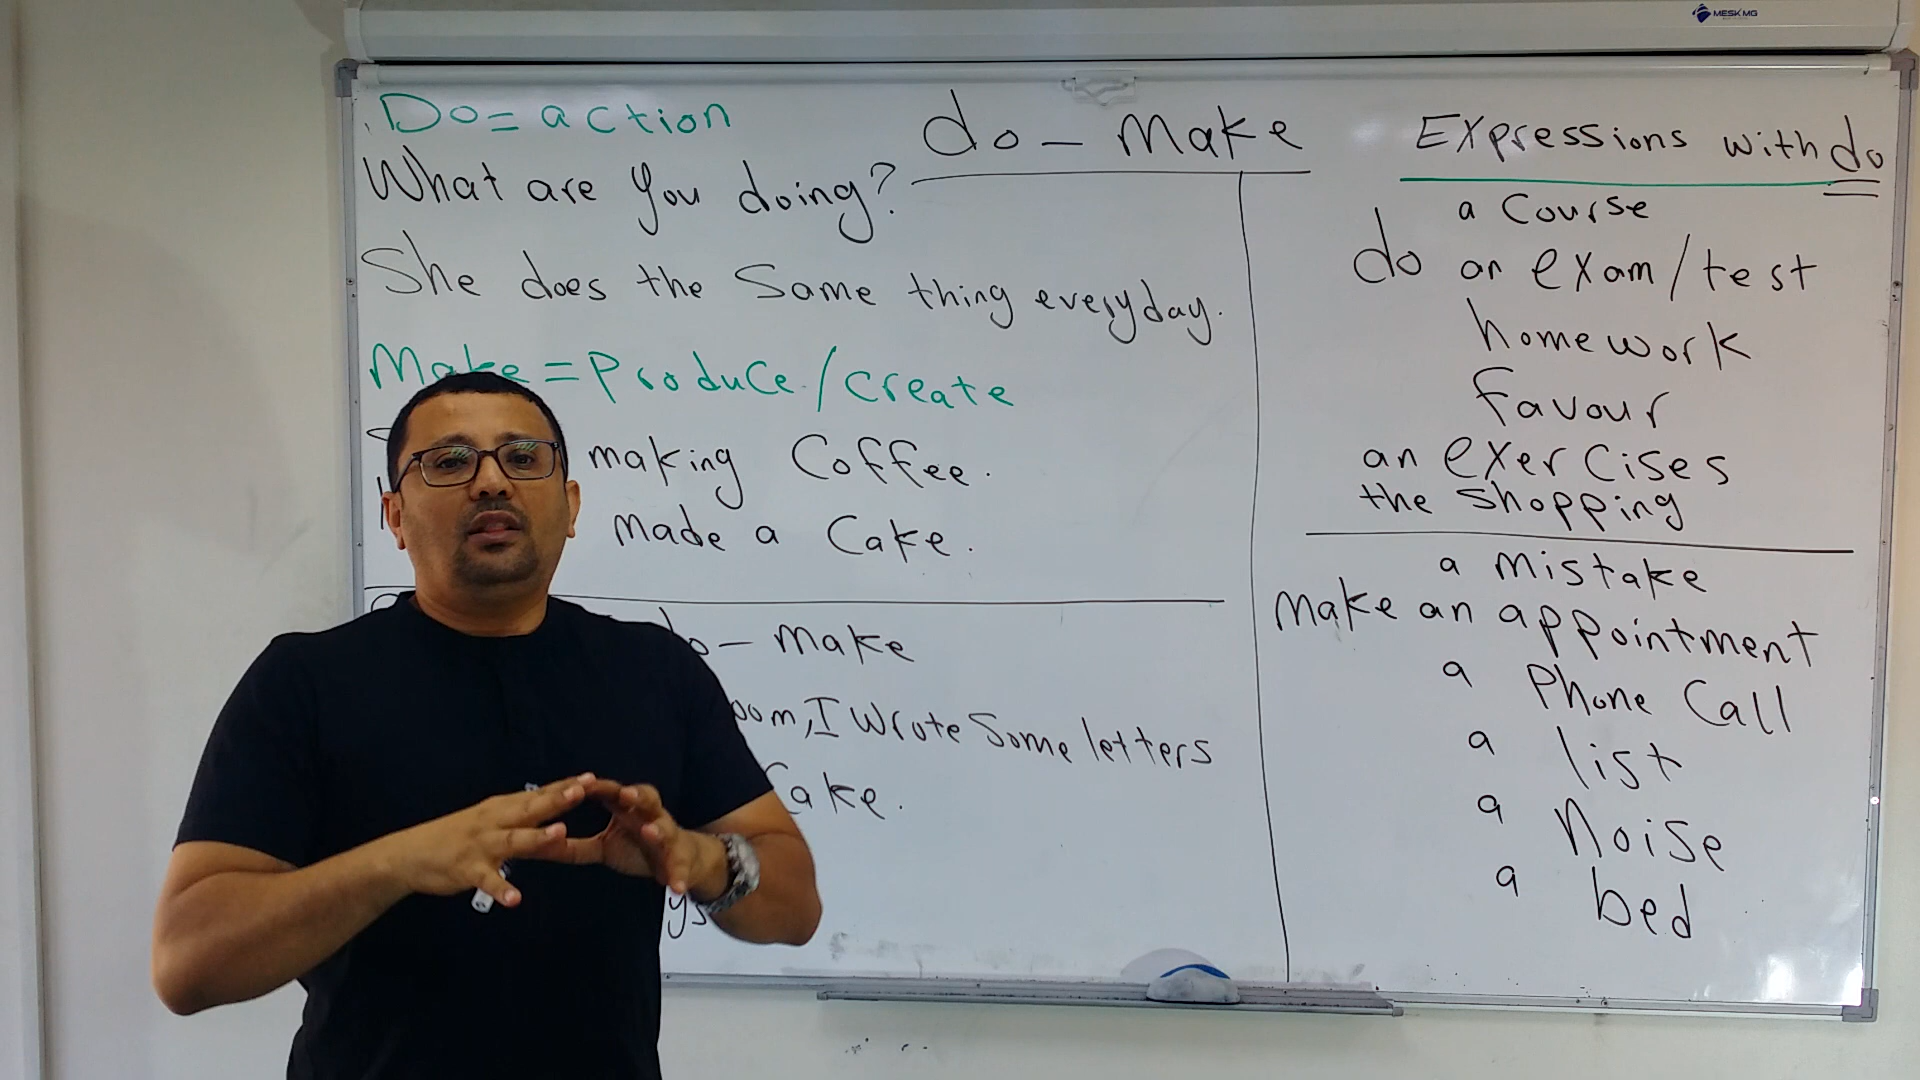 MESK MG
do - Make
Do = action
What are you doing?
She does the Same thing everyday.
Make = Produce / Create
making Coffee.
made a Cake.
do - make
I Wrote Some letters
Cake.
Expressions with do
a Course
do an exam / test
homework
favour
an exercises
the shopping
a mistake
Make an appointment
a Phone Call
a list
a Noise
a bed